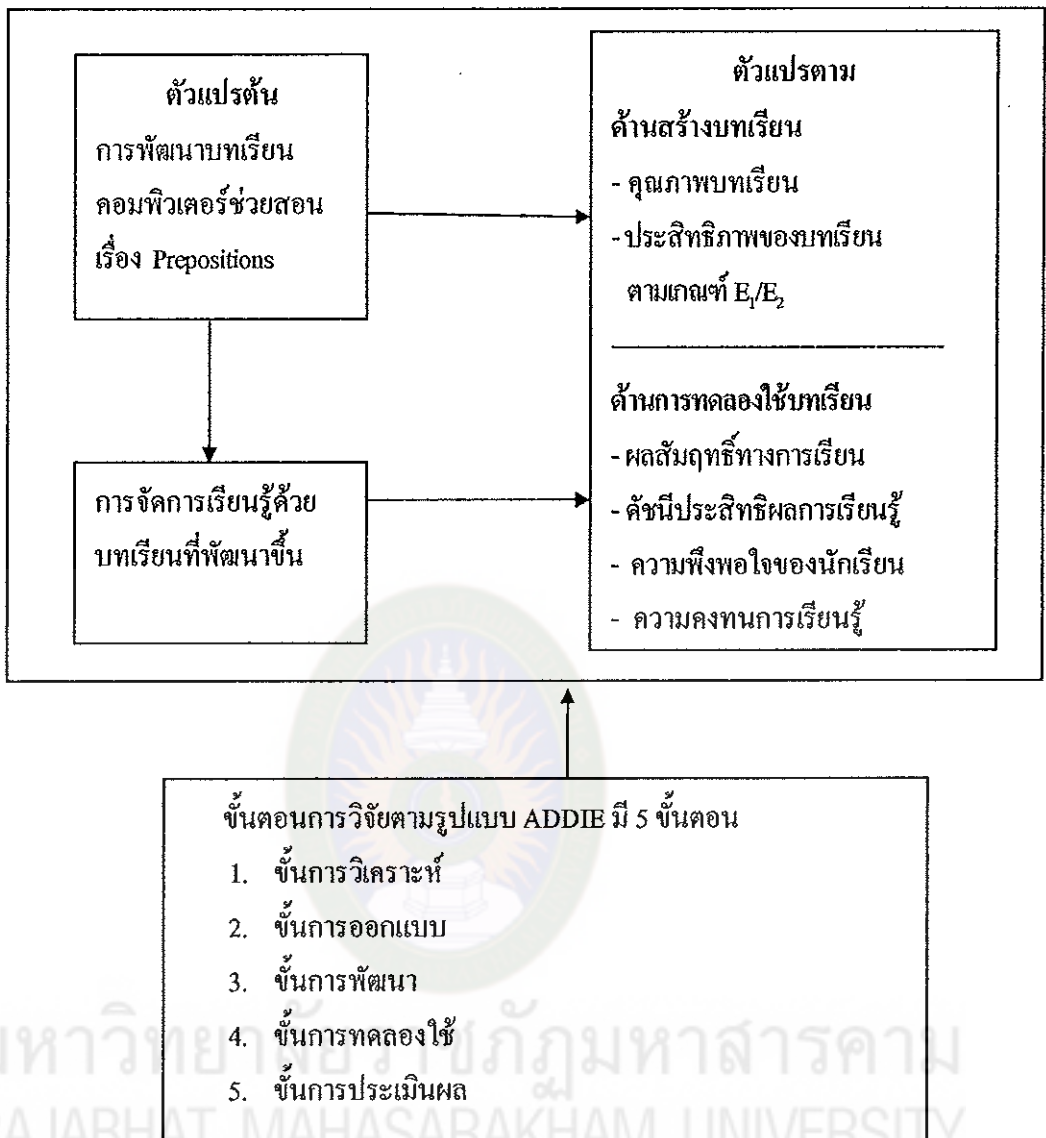 ตัวแปรต้น
การพัฒนาบทเรียน
คอมพิวเตอร์ช่วยสอน
เรื่อง Prepositions
การจัดการเรียนรู้ด้วย
บทเรียนที่พัฒนาขึ้น
ตัวแปรตาม
ด้านสร้างบทเรียน
- คุณภาพบทเรียน
- ประสิทธิภาพของบทเรียน
ตามเกณฑ์ E₁/E₂
ด้านการทดลองใช้บทเรียน
- ผลสัมฤทธิ์ทางการเรียน
- ดัชนีประสิทธิผลการเรียนรู้
- ความพึงพอใจของนักเรียน
- ความคงทนการเรียนรู้
ขั้นตอนการวิจัยตามรูปแบบ ADDIE มี 5 ขั้นตอน
1. ขั้นการวิเคราะห์
2. ขั้นการออกแบบ
3. ขั้นการพัฒนา
4. ขั้นการทดลองใช้
5. ขั้นการประเมินผล
มหาวิทยาลัยราชภัฏมหาสารคาม
RAJABHAT MAHASARAKHAM UNIVERSITY